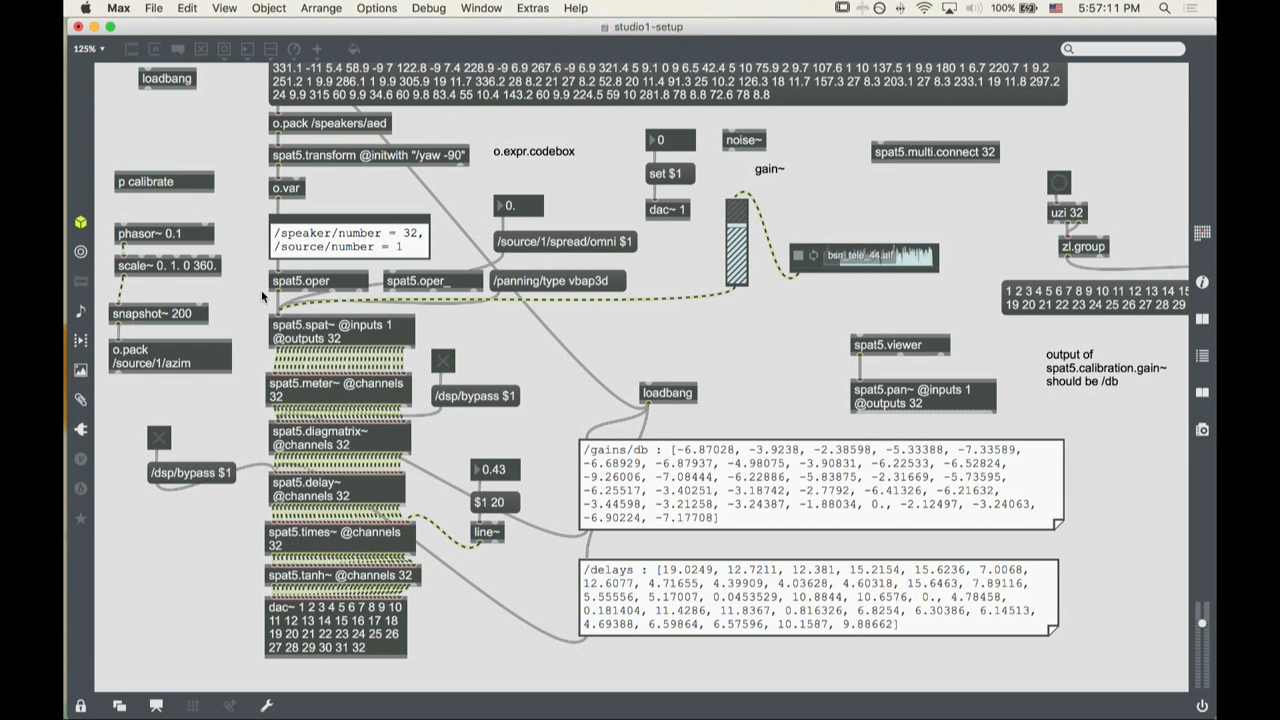 Max File Edit View Object Arrange Options Debug Window Extras Help 100% 5:57:11 PM
studio1-setup
125%
331.1 -11 5.4 58.9 -9 7 122.8 -9 7.4 228.9 -9 6.9 267.6 -9 6.9 321.4 5 9.1 0 9 6.5 42.4 5 10 75.9 2 9.7 107.6 1 10 137.5 1 9.9 180 1 6.7 220.7 1 9.2
251.2 1 9.9 286.1 1 9.9 305.9 19 11.7 336.2 28 8.2 21 27 8.2 52.8 20 11.4 91.3 25 10.2 126.3 18 11.7 157.3 27 8.3 203.1 27 8.3 233.1 19 11.8 297.2
24 9.9 315 60 9.9 34.6 60 9.8 83.4 55 10.4 143.2 60 9.9 224.5 59 10 281.8 78 8.8 72.6 78 8.8
loadbang
o.pack /speakers/aed
spat5.transform @initwith "/yaw -90"
o.expr.codebox
0
noise~
gain~
set $1
dac~ 1
spat5.multi.connect 32
p calibrate
o.var
0.
uzi 32
phasor~ 0.1
/speaker/number = 32,
/source/number = 1
/source/1/spread/omni $1
zl.group
scale~ 0. 1. 0 360.
bsn_tele_44.aif
spat5.oper
spat5.oper_
/panning/type vbap3d
1 2 3 4 5 6 7 8 9 10 11 12 13 14 15
19 20 21 22 23 24 25 26 27 28 29
snapshot~ 200
spat5.spat~ @inputs 1
@outputs 32
spat5.viewer
o.pack
/source/1/azim
output of
spat5.calibration.gain~
should be /db
spat5.meter~ @channels
32
/dsp/bypass $1
loadbang
spat5.pan~ @inputs 1
@outputs 32
spat5.diagmatrix~
@channels 32
/dsp/bypass $1
/gains/db : [-6.87028, -3.9238, -2.38598, -5.33388, -7.33589,
-6.68929, -6.87937, -4.98075, -3.90831, -6.22533, -6.52824,
-9.26006, -7.08444, -6.22886, -5.83875, -2.31669, -5.73595,
-6.25517, -3.40251, -3.18742, -2.7792, -6.41326, -6.21632,
-3.44598, -3.21258, -3.24387, -1.88034, 0., -2.12497, -3.24063,
-6.90224, -7.17708]
0.43
spat5.delay~
@channels 32
$1 20
spat5.times~ @channels
32
line~
spat5.tanh~ @channels 32
/delays : [19.0249, 12.7211, 12.381, 15.2154, 15.6236, 7.0068,
12.6077, 4.71655, 4.39909, 4.03628, 4.60318, 15.6463, 7.89116,
5.55556, 5.17007, 0.0453529, 10.8844, 10.6576, 0., 4.78458,
0.181404, 11.4286, 11.8367, 0.816326, 6.8254, 6.30386, 6.14513,
4.69388, 6.59864, 6.57596, 10.1587, 9.88662]
dac~ 1 2 3 4 5 6 7 8 9 10
11 12 13 14 15 16 17 18
19 20 21 22 23 24 25 26
27 28 29 30 31 32